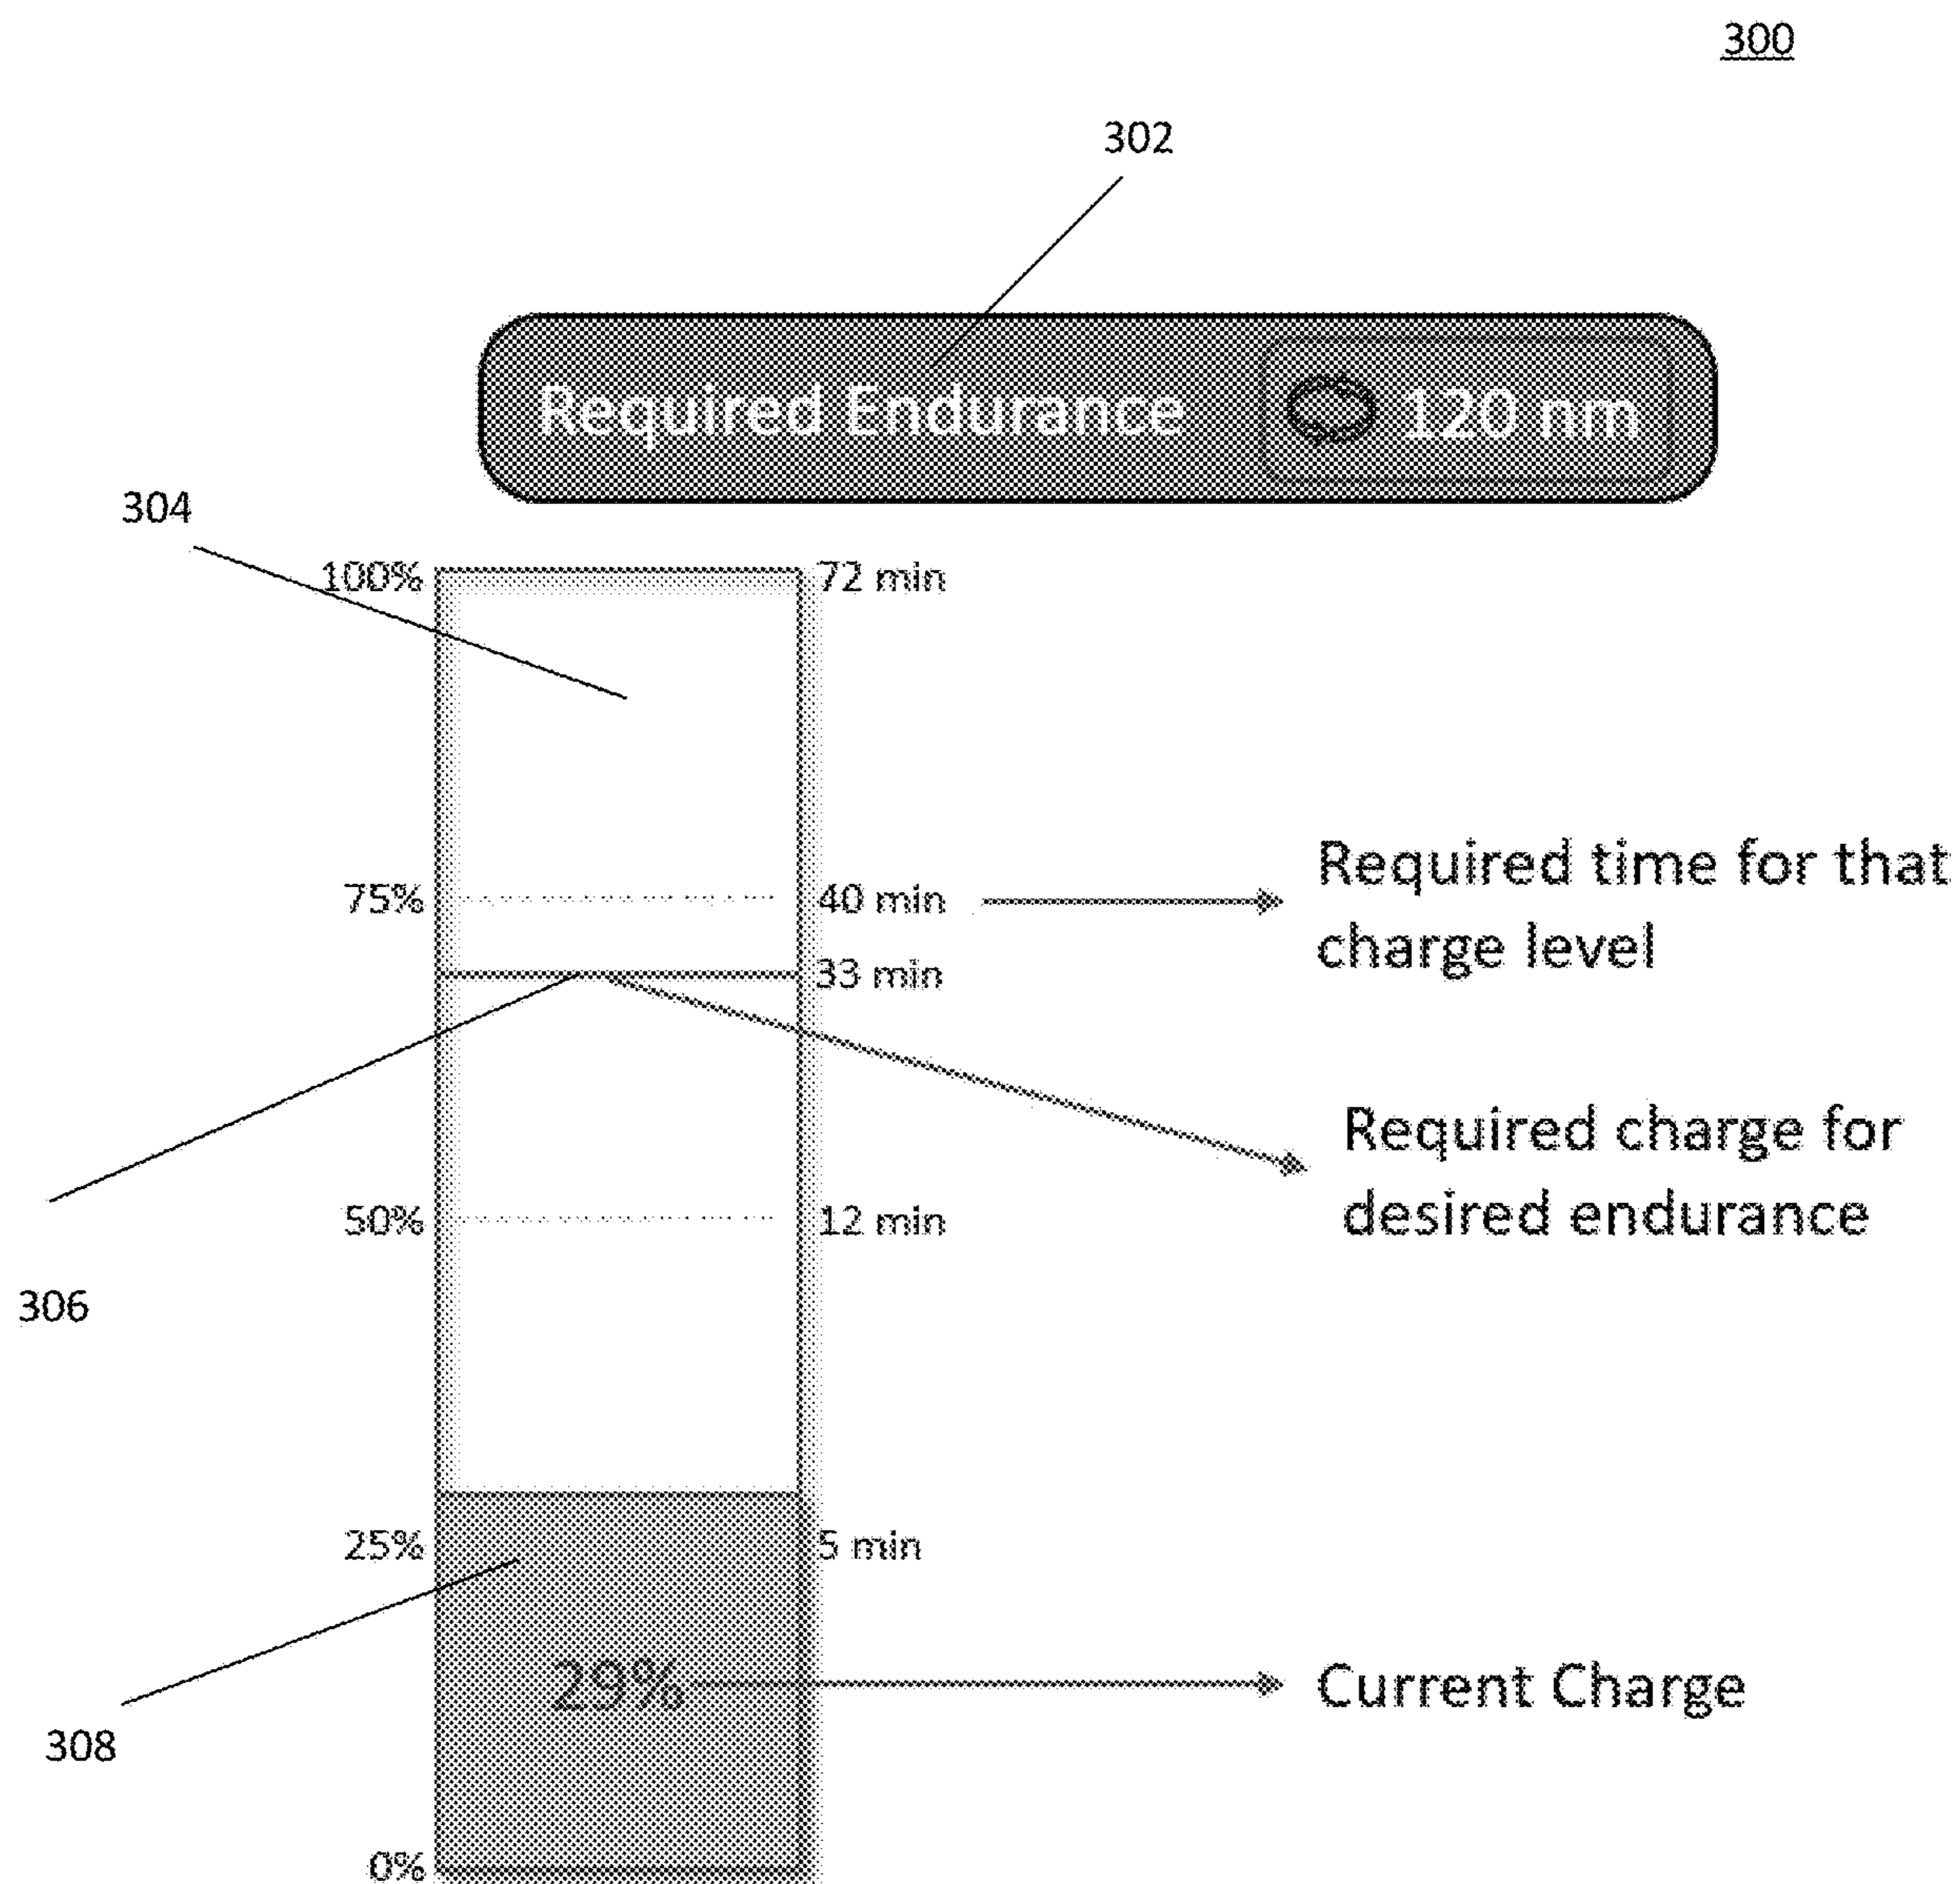 300
302
Required Endurance 120 nm
304
100% 72 min
75% 40 min
Required time for that
charge level
33 min
Required charge for
desired endurance
50% 12 min
306
25% 5 min
29%
Current Charge
308
0%